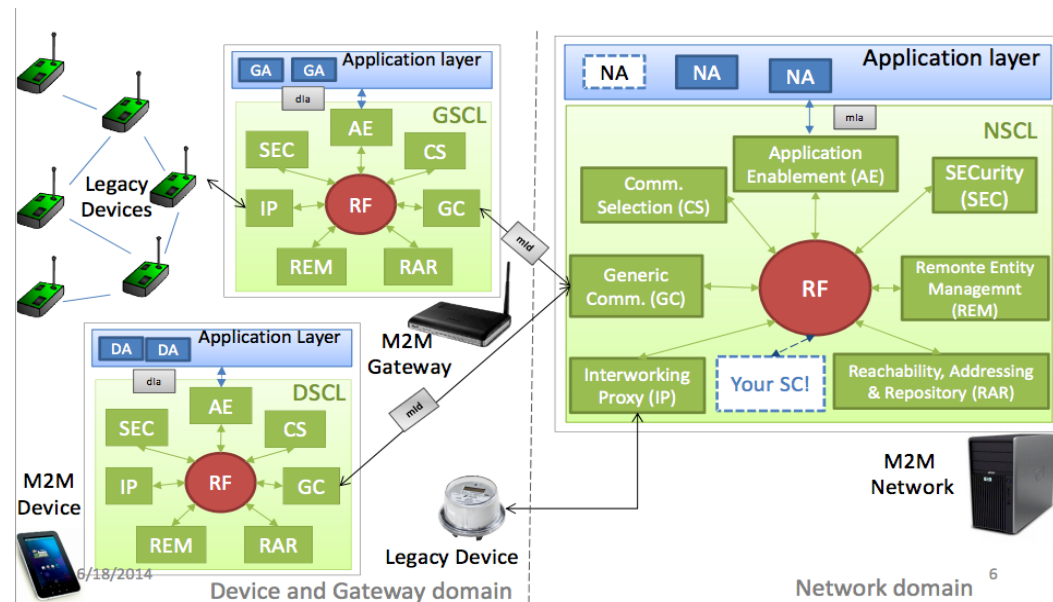 Application layer
GA
GA
dIa
GSCL
AE
SEC
CS
IP
RF
GC
REM
RAR
Legacy
Devices
mId
M2M
Gateway
Application Layer
DA
DA
dIa
DSCL
AE
SEC
CS
IP
RF
GC
REM
RAR
mId
M2M
Device
6/18/2014
Legacy Device
Device and Gateway domain
Application layer
NA
NA
NA
mIa
NSCL
Application
Enablement (AE)
Comm.
Selection (CS)
SECurity
(SEC)
Generic
Comm. (GC)
RF
Remonte Entity
Managemnt
(REM)
Interworking
Proxy (IP)
Your SC!
Reachability, Addressing
& Repository (RAR)
M2M
Network
Network domain
6